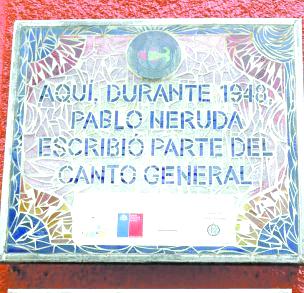 AQUÍ, DURANTE 1948,
PABLO NERUDA
ESCRIBIÓ PARTE DEL
CANTO GENERAL